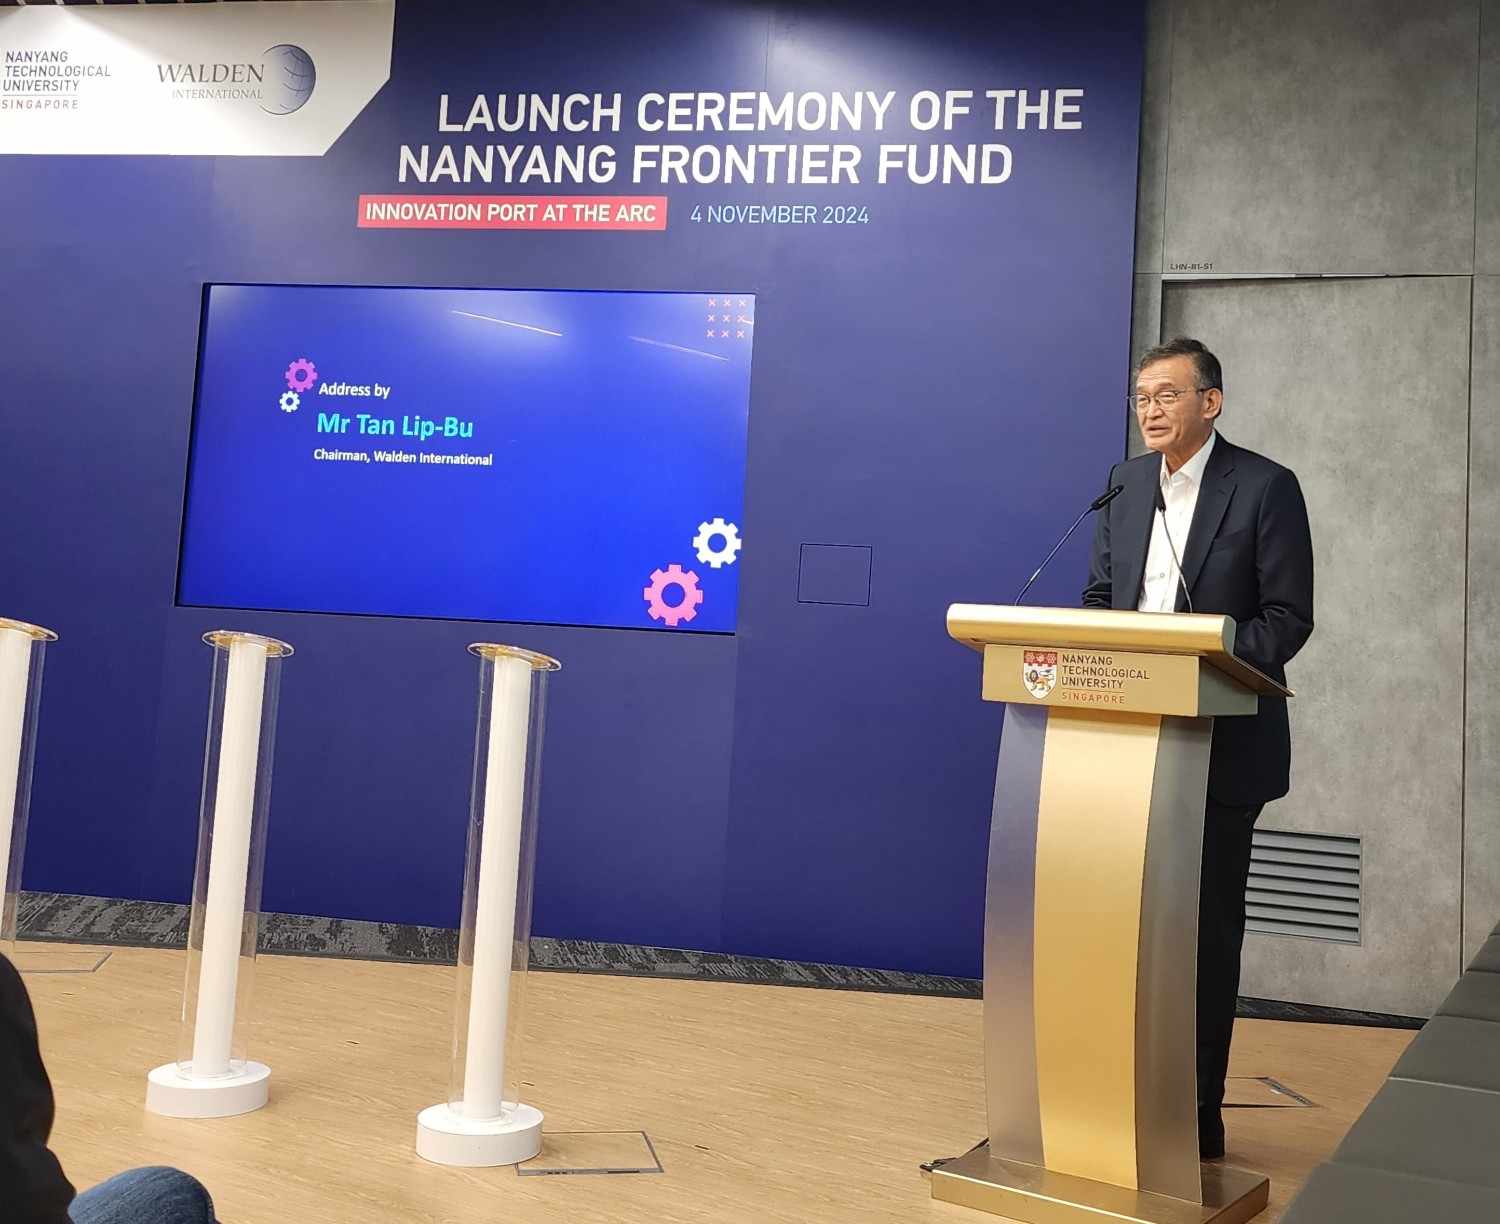 NANYANG
TECHNOLOGICAL
UNIVERSITY
SINGAPORE
WALDEN
INTERNATIONAL
LAUNCH CEREMONY OF THE
NANYANG FRONTIER FUND
INNOVATION PORT AT THE ARC
4 NOVEMBER 2024
LHN-B1-S1
Address by
Mr Tan Lip-Bu
Chairman, Walden International
NANYANG
TECHNOLOGICAL
UNIVERSITY
SINGAPORE